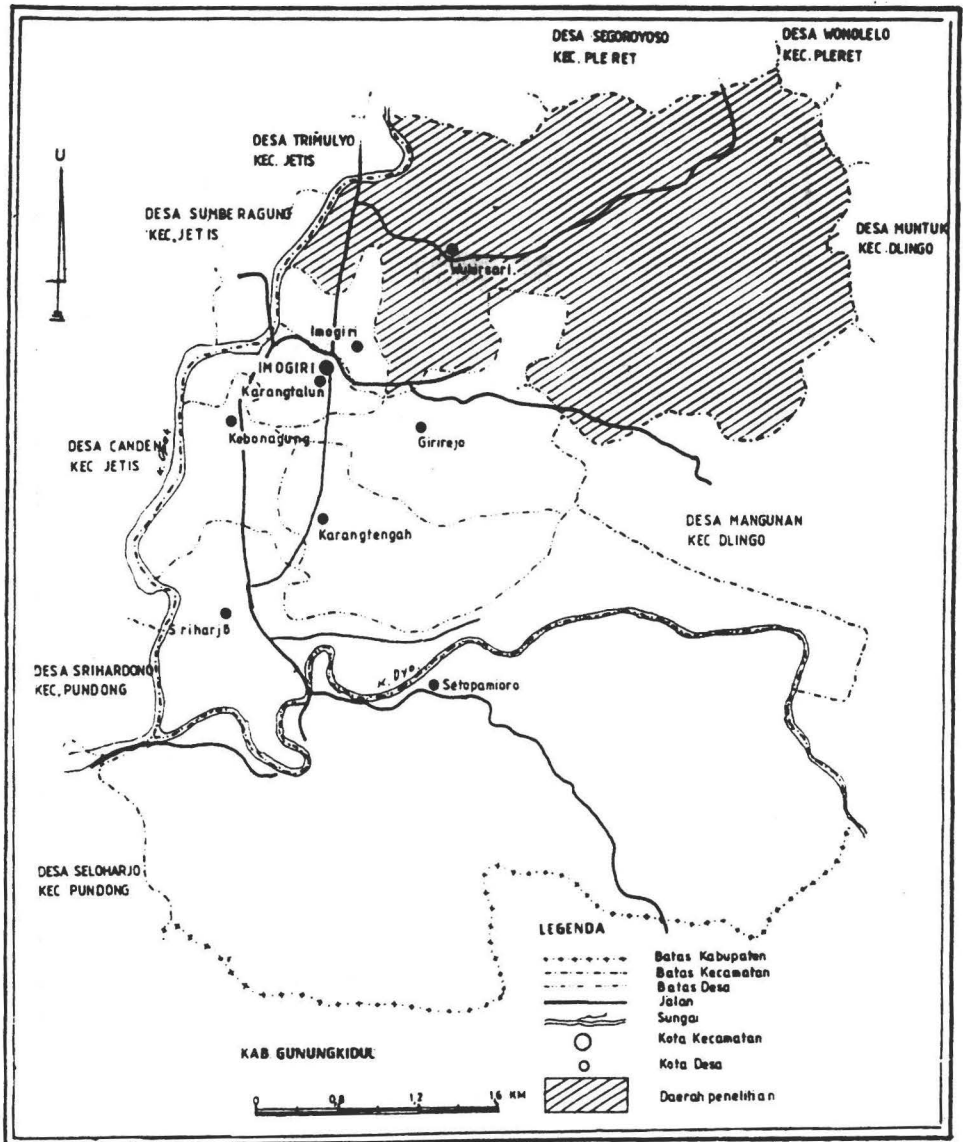 DESA SEGOROYOSO
KEC. PLERET
DESA WONOLELO
KEC. PLERET
DESA TRIMULYO
KEC. JETIS
U
DESA SUMBERAGUNG
KEC. JETIS
DESA MUNTUK
KEC. DLINGO
Wukirsari.
Imogiri
IMOGIRI
Karangtalun
Kebonagung
Girirejo
DESA CANDEN
KEC JETIS
Karangtengah
DESA MANGUNAN
KEC DLINGO
Sriharjo
DESA SRIHARDONO
KEC. PUNDONG
K. OYO
Setopamioro
DESA SELOHARJO
KEC PUNDONG
LEGENDA
Batas Kabupaten
Batas Kecamatan
Batas Desa
Jalan
Sungai
Kota Kecamatan
Kota Desa
Daerah penelitian
KAB GUNUNGKIDUL
0 0,8 1,6 KM